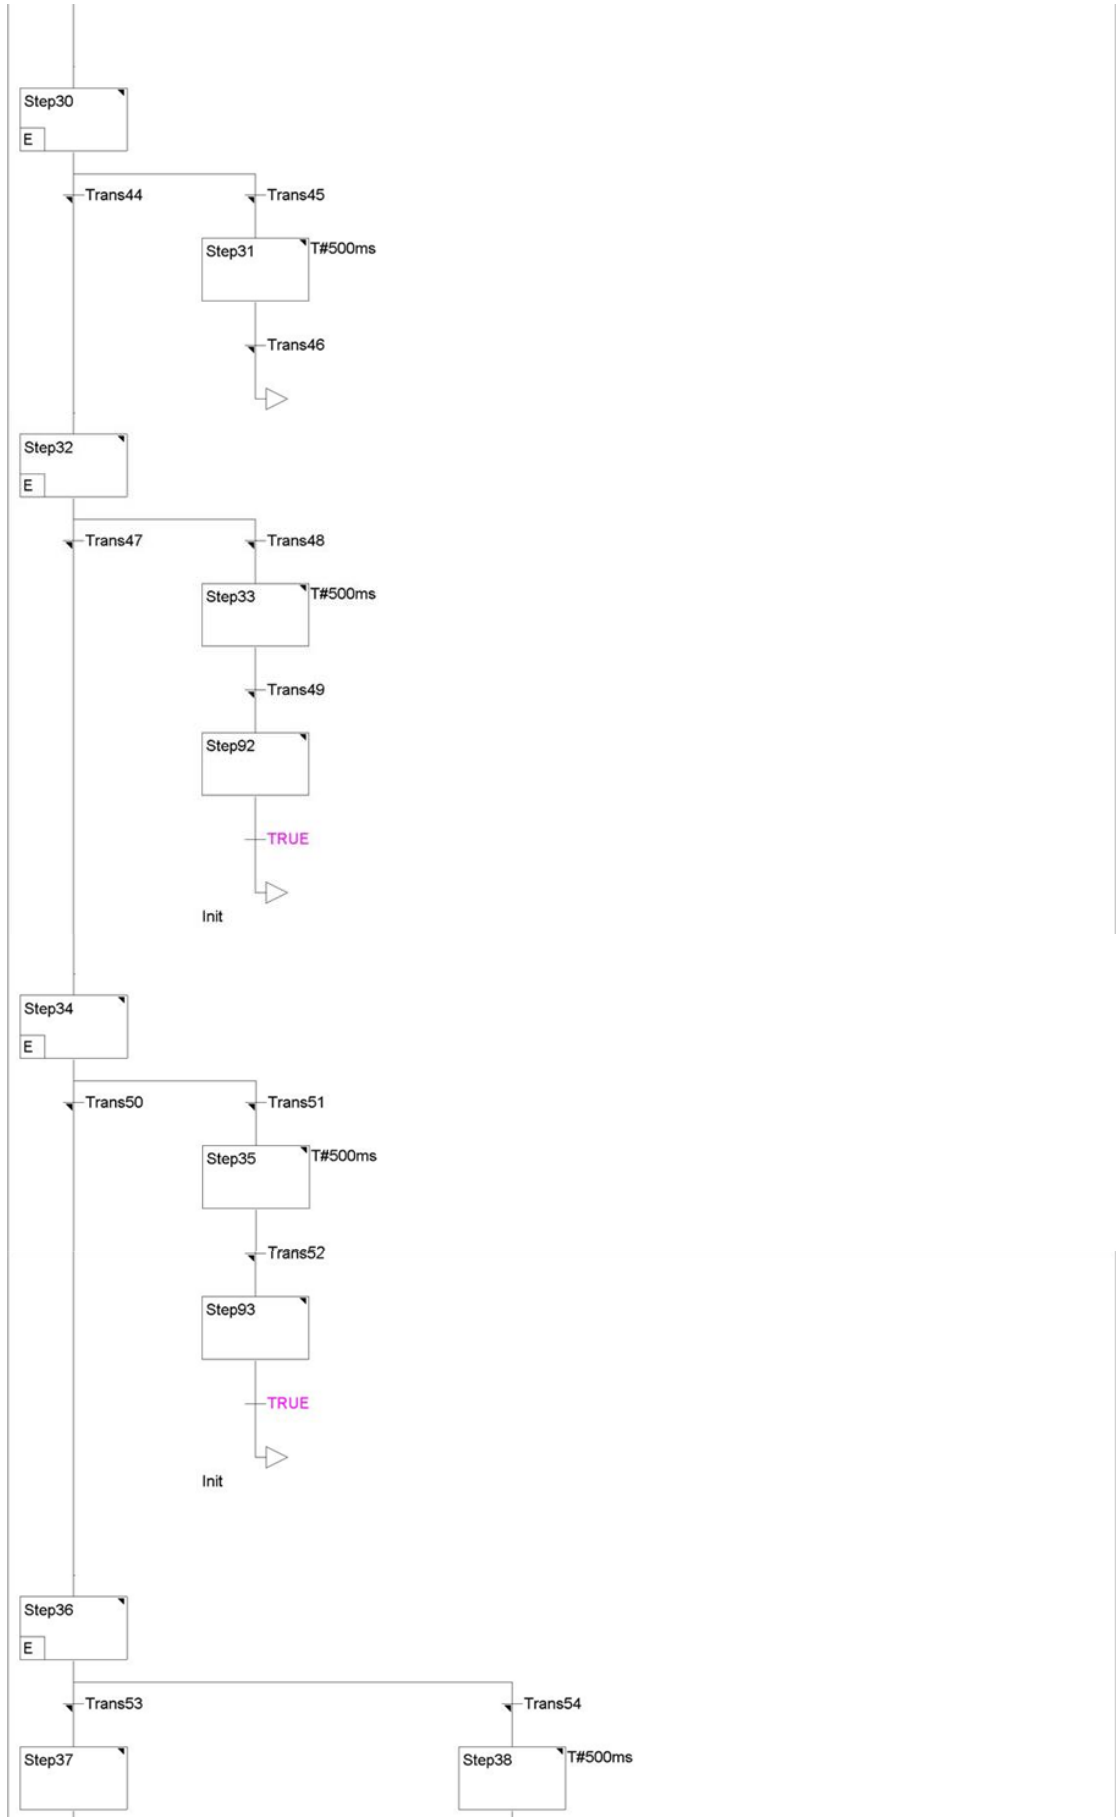 Step30
E
Trans44
Trans45
Step31
T#500ms
Trans46
Step32
E
Trans47
Trans48
Step33
T#500ms
Trans49
Step92
TRUE
Init
Step34
E
Trans50
Trans51
Step35
T#500ms
Trans52
Step93
TRUE
Init
Step36
E
Trans53
Trans54
Step37
Step38
T#500ms